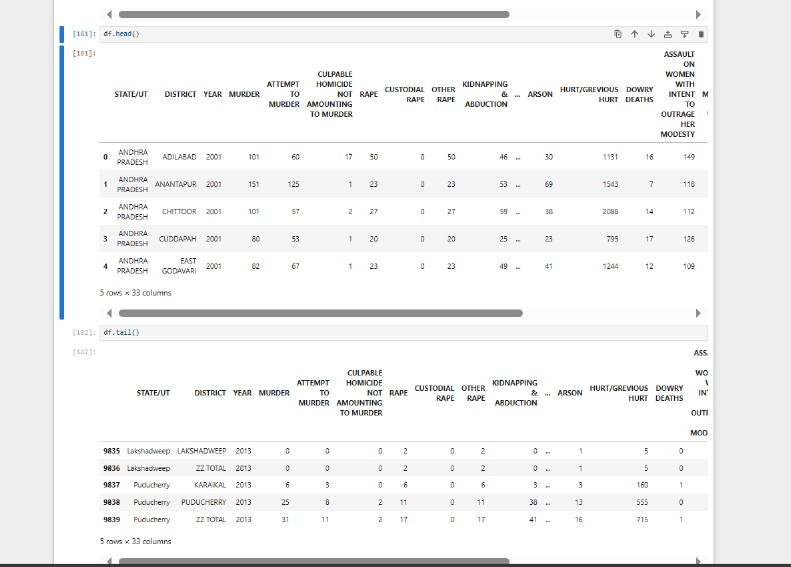 [181]: df.head()
[181]:
STATE/UT DISTRICT YEAR MURDER ATTEMPT TO MURDER CULPABLE HOMICIDE NOT AMOUNTING TO MURDER RAPE CUSTODIAL RAPE OTHER RAPE KIDNAPPING & ABDUCTION ... ARSON HURT/GREVIOUS HURT DOWRY DEATHS ASSAULT ON WOMEN WITH INTENT TO OUTRAGE HER MODESTY M
0 ANDHRA PRADESH ADILABAD 2001 101 60 17 50 0 50 46 ... 30 1131 16 149
1 ANDHRA PRADESH ANANTAPUR 2001 151 125 1 23 0 23 53 ... 69 1543 7 118
2 ANDHRA PRADESH CHITTOOR 2001 101 57 2 27 0 27 59 ... 38 2088 14 112
3 ANDHRA PRADESH CUDDAPAH 2001 80 53 1 20 0 20 25 ... 23 795 17 126
4 ANDHRA PRADESH EAST GODAVARI 2001 82 67 1 23 0 23 49 ... 41 1244 12 109
5 rows × 33 columns
[182]: df.tail()
[182]:
STATE/UT DISTRICT YEAR MURDER ATTEMPT TO MURDER CULPABLE HOMICIDE NOT AMOUNTING TO MURDER RAPE CUSTODIAL RAPE OTHER RAPE KIDNAPPING & ABDUCTION ... ARSON HURT/GREVIOUS HURT DOWRY DEATHS ASS. WO
9835 Lakshadweep LAKSHADWEEP 2013 0 0 0 2 0 2 0 ... 1 5 0
9836 Lakshadweep ZZ TOTAL 2013 0 0 0 2 0 2 0 ... 1 5 0
9837 Puducherry KARAIKAL 2013 6 3 0 6 0 6 3 ... 3 160 1
9838 Puducherry PUDUCHERRY 2013 25 8 2 11 0 11 38 ... 13 555 0
9839 Puducherry ZZ TOTAL 2013 31 11 2 17 0 17 41 ... 16 715 1
5 rows × 33 columns